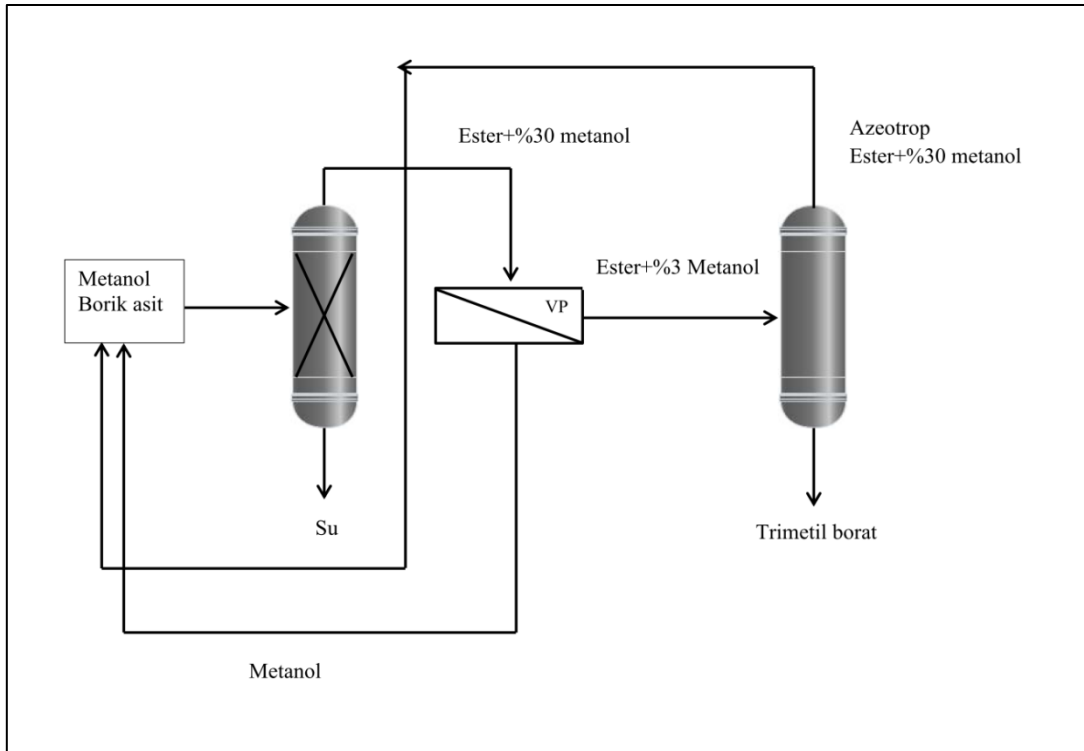 Azeotrop
Ester+%30 metanol
Ester+%30 metanol
Ester+%3 Metanol
Metanol
Borik asit
VP
Su
Trimetil borat
Metanol